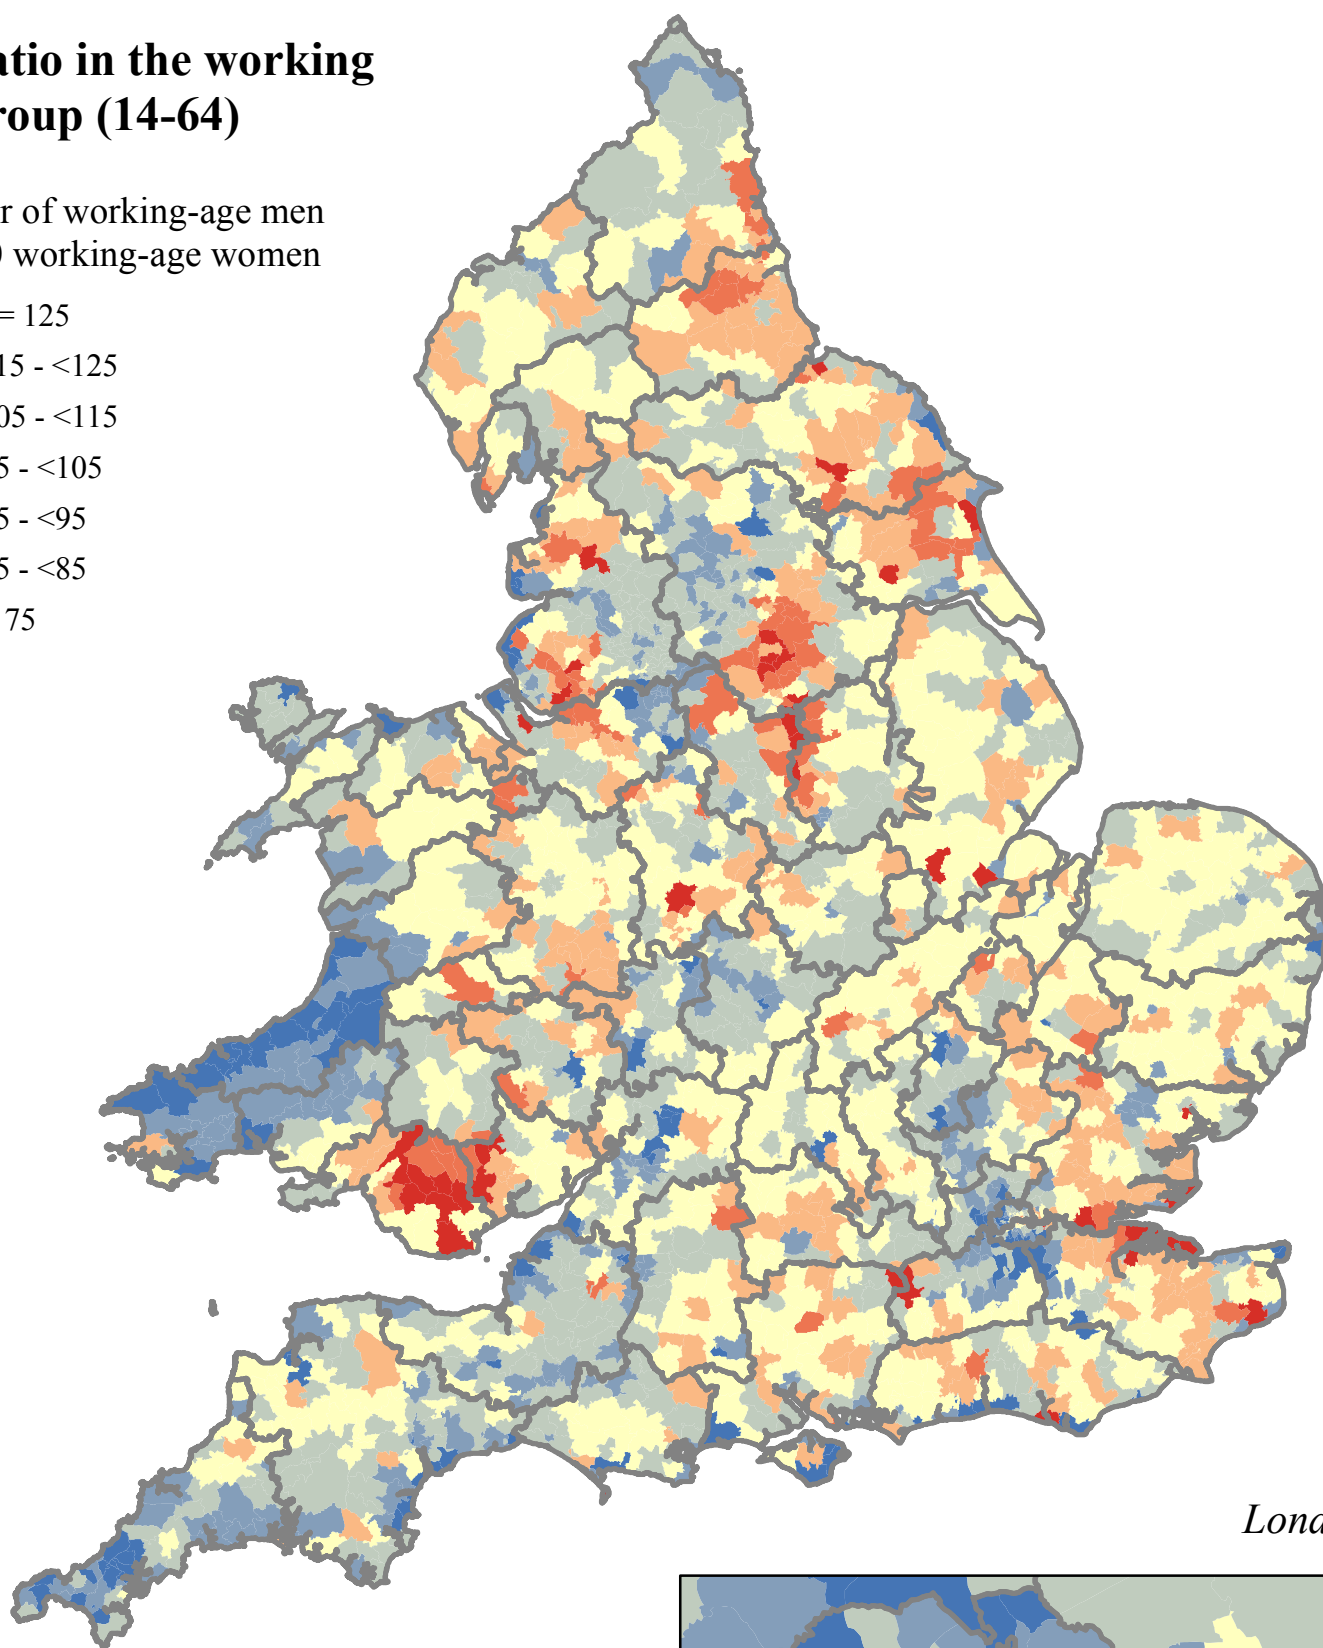 atio in the working
roup (14-64)
r of working-age men
0 working-age women
= 125
15 - <125
05 - <115
5 - <105
5 - <95
5 - <85
75
Lond